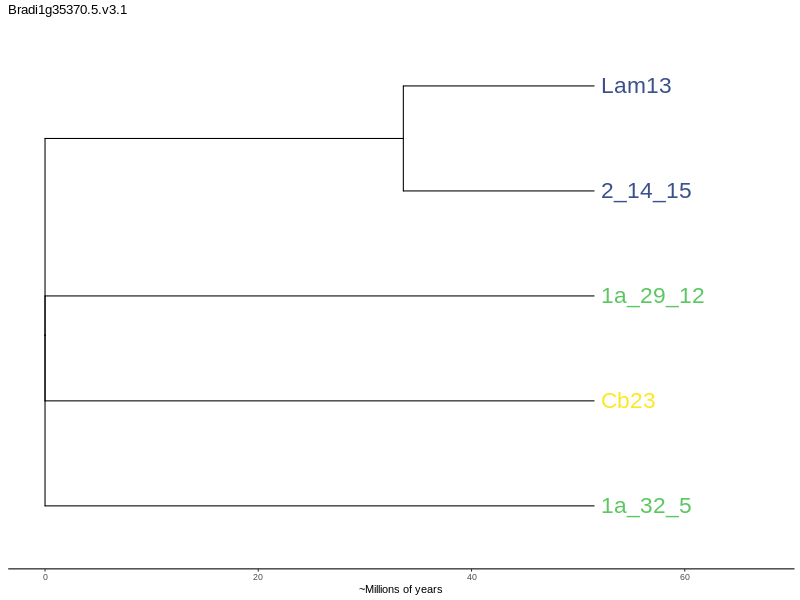 Bradi1g35370.5.v3.1
Lam13
2_14_15
1a_29_12
Cb23
1a_32_5
0 20 40 60
~Millions of years